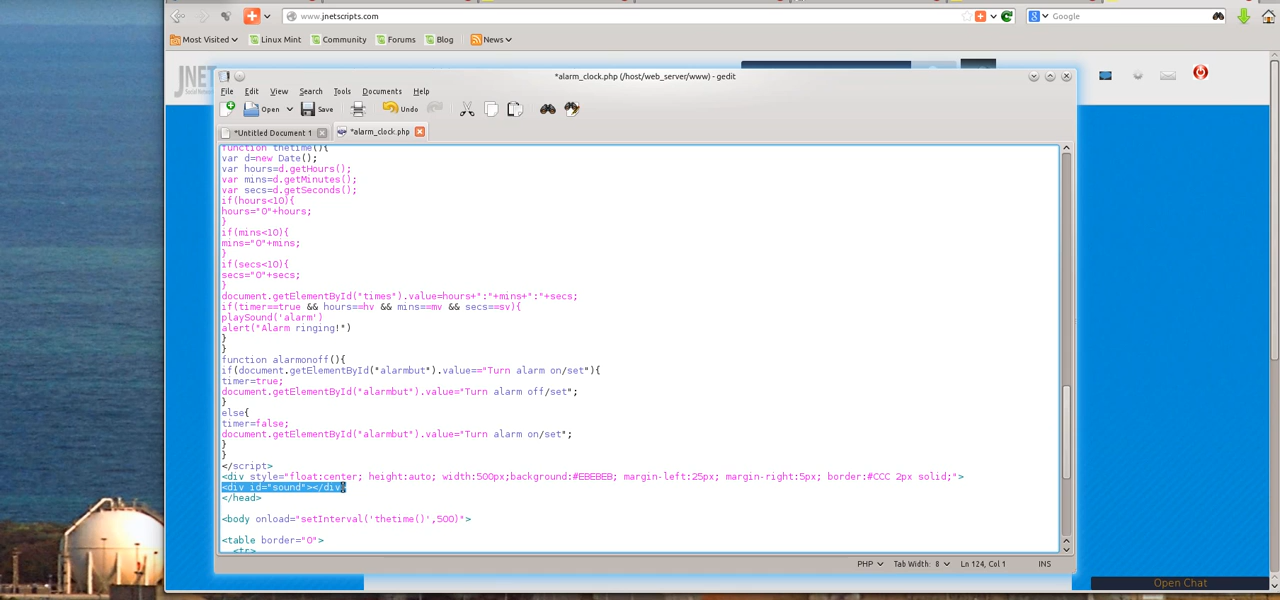 www.jnetscripts.com
Google
Most Visited
Linux Mint
Community
Forums
Blog
News
JNET
*alarm_clock.php (/host/web_server/www) - gedit
File Edit View Search Tools Documents Help
Open Save Undo
*Untitled Document 1
*alarm_clock.php
function thetime(){
var d=new Date();
var hours=d.getHours();
var mins=d.getMinutes();
var secs=d.getSeconds();
if(hours<10){
hours="0"+hours;
}
if(mins<10){
mins="0"+mins;
}
if(secs<10){
secs="0"+secs;
}
document.getElementById("times").value=hours+":"+mins+":"+secs;
if(timer==true && hours==hv && mins==mv && secs==sv){
playSound('alarm')
alert("Alarm ringing!")
}
}
function alarmonoff(){
if(document.getElementById("alarmbut").value=="Turn alarm on/set"){
timer=true;
document.getElementById("alarmbut").value="Turn alarm off/set";
}
else{
timer=false;
document.getElementById("alarmbut").value="Turn alarm on/set";
}
}
</script>
<div style="float:center; height:auto; width:500px;background:#EBEBEB; margin-left:25px; margin-right:5px; border:#CCC 2px solid;">
<div id="sound"></div>
</head>
<body onload="setInterval('thetime()',500)">
<table border="0">
<tr>
PHP Tab Width: 8 Ln 124, Col 1 INS
Open Chat